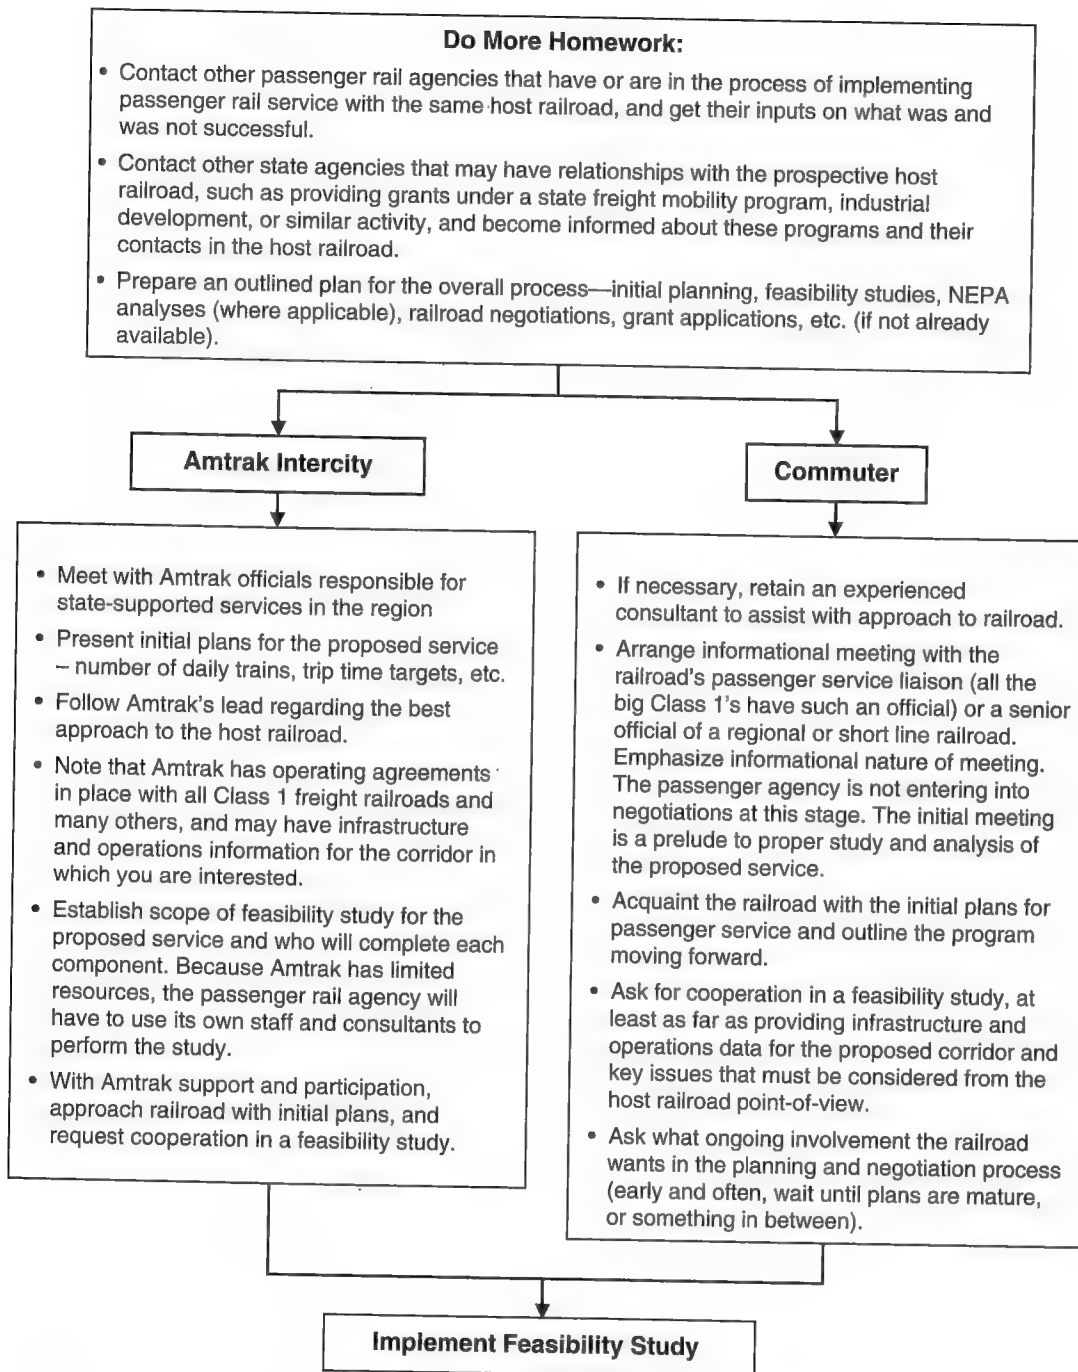 Do More Homework:
• Contact other passenger rail agencies that have or are in the process of implementing
passenger rail service with the same host railroad, and get their inputs on what was and
was not successful.
• Contact other state agencies that may have relationships with the prospective host
railroad, such as providing grants under a state freight mobility program, industrial
development, or similar activity, and become informed about these programs and their
contacts in the host railroad.
• Prepare an outlined plan for the overall process—initial planning, feasibility studies, NEPA
analyses (where applicable), railroad negotiations, grant applications, etc. (if not already
available).
Amtrak Intercity
• Meet with Amtrak officials responsible for
state-supported services in the region
• Present initial plans for the proposed service
– number of daily trains, trip time targets, etc.
• Follow Amtrak's lead regarding the best
approach to the host railroad.
• Note that Amtrak has operating agreements
in place with all Class 1 freight railroads and
many others, and may have infrastructure
and operations information for the corridor in
which you are interested.
• Establish scope of feasibility study for the
proposed service and who will complete each
component. Because Amtrak has limited
resources, the passenger rail agency will
have to use its own staff and consultants to
perform the study.
• With Amtrak support and participation,
approach railroad with initial plans, and
request cooperation in a feasibility study.
Commuter
• If necessary, retain an experienced
consultant to assist with approach to railroad.
• Arrange informational meeting with the
railroad's passenger service liaison (all the
big Class 1's have such an official) or a senior
official of a regional or short line railroad.
Emphasize informational nature of meeting.
The passenger agency is not entering into
negotiations at this stage. The initial meeting
is a prelude to proper study and analysis of
the proposed service.
• Acquaint the railroad with the initial plans for
passenger service and outline the program
moving forward.
• Ask for cooperation in a feasibility study, at
least as far as providing infrastructure and
operations data for the proposed corridor and
key issues that must be considered from the
host railroad point-of-view.
• Ask what ongoing involvement the railroad
wants in the planning and negotiation process
(early and often, wait until plans are mature,
or something in between).
Implement Feasibility Study